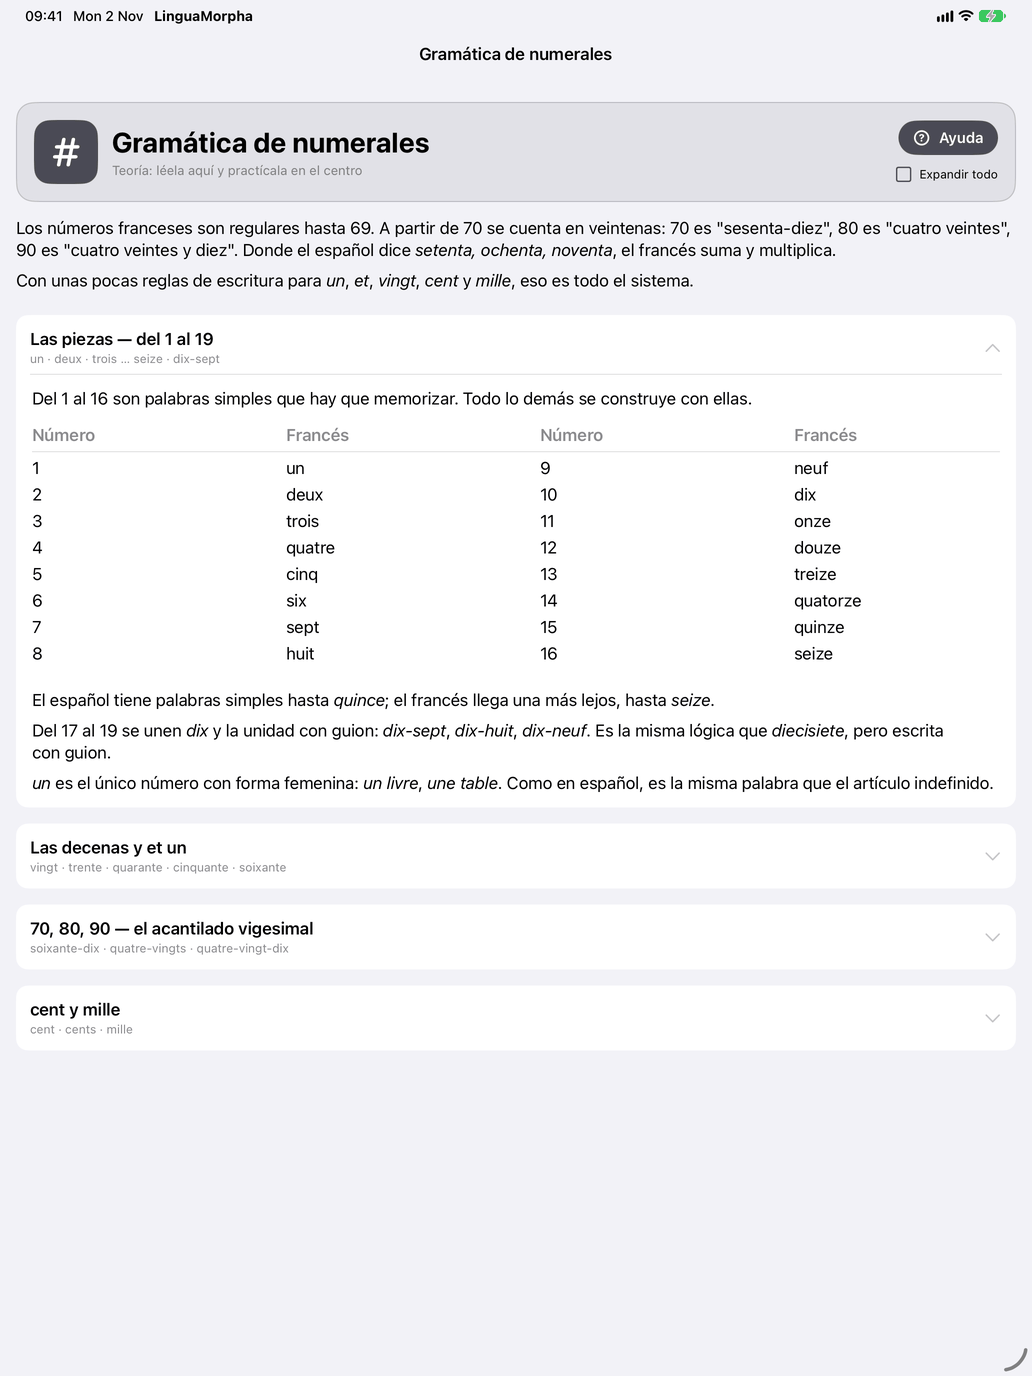 09:41 Mon 2 Nov LinguaMorpha
Gramática de numerales
#
Gramática de numerales
Teoría: léela aquí y practícala en el centro
Ayuda
Expandir todo
Los números franceses son regulares hasta 69. A partir de 70 se cuenta en veintenas: 70 es "sesenta-diez", 80 es "cuatro veintes",
90 es "cuatro veintes y diez". Donde el español dice setenta, ochenta, noventa, el francés suma y multiplica.
Con unas pocas reglas de escritura para un, et, vingt, cent y mille, eso es todo el sistema.
Las piezas — del 1 al 19
un · deux · trois ... seize · dix-sept
Del 1 al 16 son palabras simples que hay que memorizar. Todo lo demás se construye con ellas.
Número Francés Número Francés
1 un 9 neuf
2 deux 10 dix
3 trois 11 onze
4 quatre 12 douze
5 cinq 13 treize
6 six 14 quatorze
7 sept 15 quinze
8 huit 16 seize
El español tiene palabras simples hasta quince; el francés llega una más lejos, hasta seize.
Del 17 al 19 se unen dix y la unidad con guion: dix-sept, dix-huit, dix-neuf. Es la misma lógica que diecisiete, pero escrita
con guion.
un es el único número con forma femenina: un livre, une table. Como en español, es la misma palabra que el artículo indefinido.
Las decenas y et un
vingt · trente · quarante · cinquante · soixante
70, 80, 90 — el acantilado vigesimal
soixante-dix · quatre-vingts · quatre-vingt-dix
cent y mille
cent · cents · mille